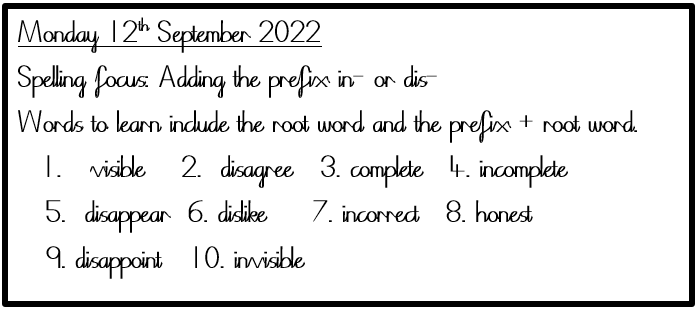 Monday 12th September 2022
Spelling focus: Adding the prefix in- or dis-
Words to learn include the root word and the prefix + root word.
1. visible 2. disagree 3. complete 4. incomplete
5. disappear 6. dislike 7. incorrect 8. honest
9. disappoint 10. invisible